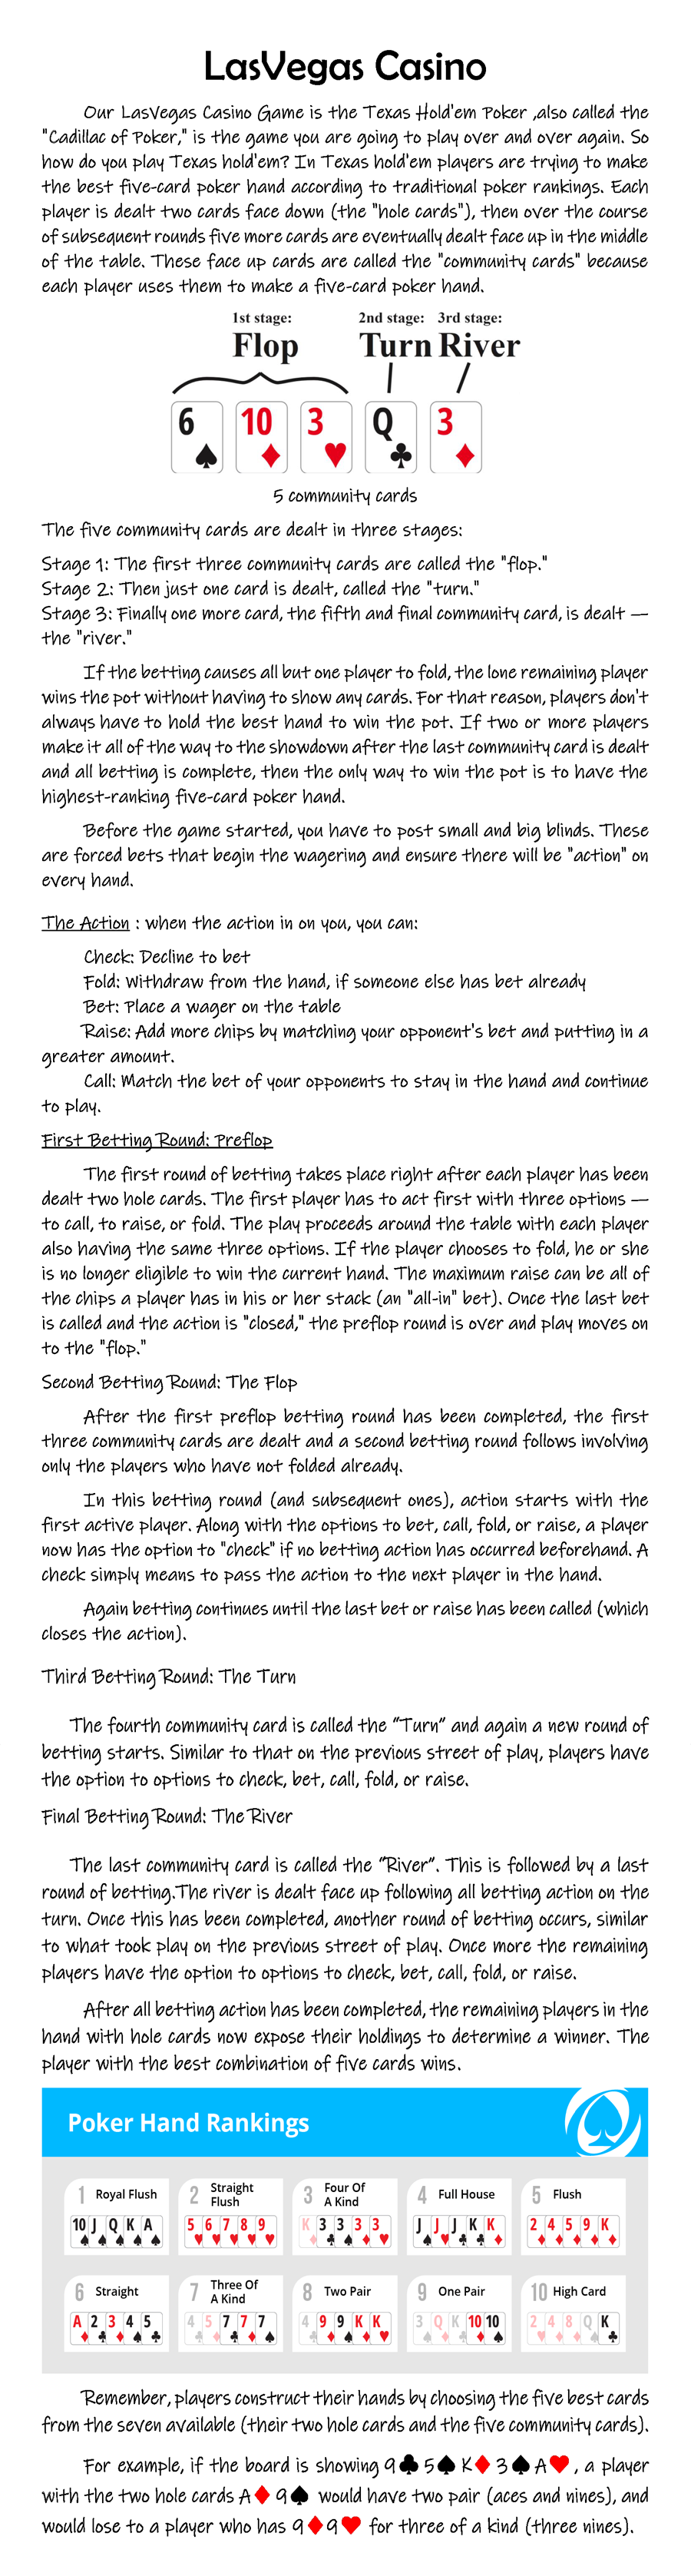 LasVegas Casino
Our LasVegas Casino Game is the Texas Hold'em Poker ,also called the
"Cadillac of Poker," is the game you are going to play over and over again. So
how do you play Texas hold'em? In Texas hold'em players are trying to make
the best five-card poker hand according to traditional poker rankings. Each
player is dealt two cards face down (the "hole cards"), then over the course
of subsequent rounds five more cards are eventually dealt face up in the middle
of the table. These face up cards are called the "community cards" because
each player uses them to make a five-card poker hand.
1st stage: 2nd stage: 3rd stage:
Flop Turn River
6♠ 10♦ 3♥ Q♣ 3♦
5 community cards
The five community cards are dealt in three stages:
Stage 1: The first three community cards are called the "flop."
Stage 2: Then just one card is dealt, called the "turn."
Stage 3: Finally one more card, the fifth and final community card, is dealt —
the "river."
If the betting causes all but one player to fold, the lone remaining player
wins the pot without having to show any cards. For that reason, players don't
always have to hold the best hand to win the pot. If two or more players
make it all of the way to the showdown after the last community card is dealt
and all betting is complete, then the only way to win the pot is to have the
highest-ranking five-card poker hand.
Before the game started, you have to post small and big blinds. These
are forced bets that begin the wagering and ensure there will be "action" on
every hand.
The Action : when the action in on you, you can:
Check: Decline to bet
Fold: Withdraw from the hand, if someone else has bet already
Bet: Place a wager on the table
Raise: Add more chips by matching your opponent's bet and putting in a
greater amount.
Call: Match the bet of your opponents to stay in the hand and continue
to play.
First Betting Round: Preflop
The first round of betting takes place right after each player has been
dealt two hole cards. The first player has to act first with three options —
to call, to raise, or fold. The play proceeds around the table with each player
also having the same three options. If the player chooses to fold, he or she
is no longer eligible to win the current hand. The maximum raise can be all of
the chips a player has in his or her stack (an "all-in" bet). Once the last bet
is called and the action is "closed," the preflop round is over and play moves on
to the "flop."
Second Betting Round: The Flop
After the first preflop betting round has been completed, the first
three community cards are dealt and a second betting round follows involving
only the players who have not folded already.
In this betting round (and subsequent ones), action starts with the
first active player. Along with the options to bet, call, fold, or raise, a player
now has the option to "check" if no betting action has occurred beforehand. A
check simply means to pass the action to the next player in the hand.
Again betting continues until the last bet or raise has been called (which
closes the action).
Third Betting Round: The Turn
The fourth community card is called the “Turn” and again a new round of
betting starts. Similar to that on the previous street of play, players have
the option to options to check, bet, call, fold, or raise.
Final Betting Round: The River
The last community card is called the “River”. This is followed by a last
round of betting.The river is dealt face up following all betting action on the
turn. Once this has been completed, another round of betting occurs, similar
to what took play on the previous street of play. Once more the remaining
players have the option to options to check, bet, call, fold, or raise.
After all betting action has been completed, the remaining players in the
hand with hole cards now expose their holdings to determine a winner. The
player with the best combination of five cards wins.
Poker Hand Rankings
1 Royal Flush
10 J Q K A
2 Straight Flush
5 6 7 8 9
3 Four Of A Kind
K 3 3 3 3
4 Full House
J J J K K
5 Flush
2 4 5 9 K
6 Straight
A 2 3 4 5
7 Three Of A Kind
4 5 7 7 7
8 Two Pair
4 9 9 K K
9 One Pair
3 Q K 10 10
10 High Card
2 4 8 Q K
Remember, players construct their hands by choosing the five best cards
from the seven available (their two hole cards and the five community cards).
For example, if the board is showing 9♣ 5♠ K♦ 3♠ A♥, a player
with the two hole cards A♦ 9♠ would have two pair (aces and nines), and
would lose to a player who has 9♦9♥ for three of a kind (three nines).